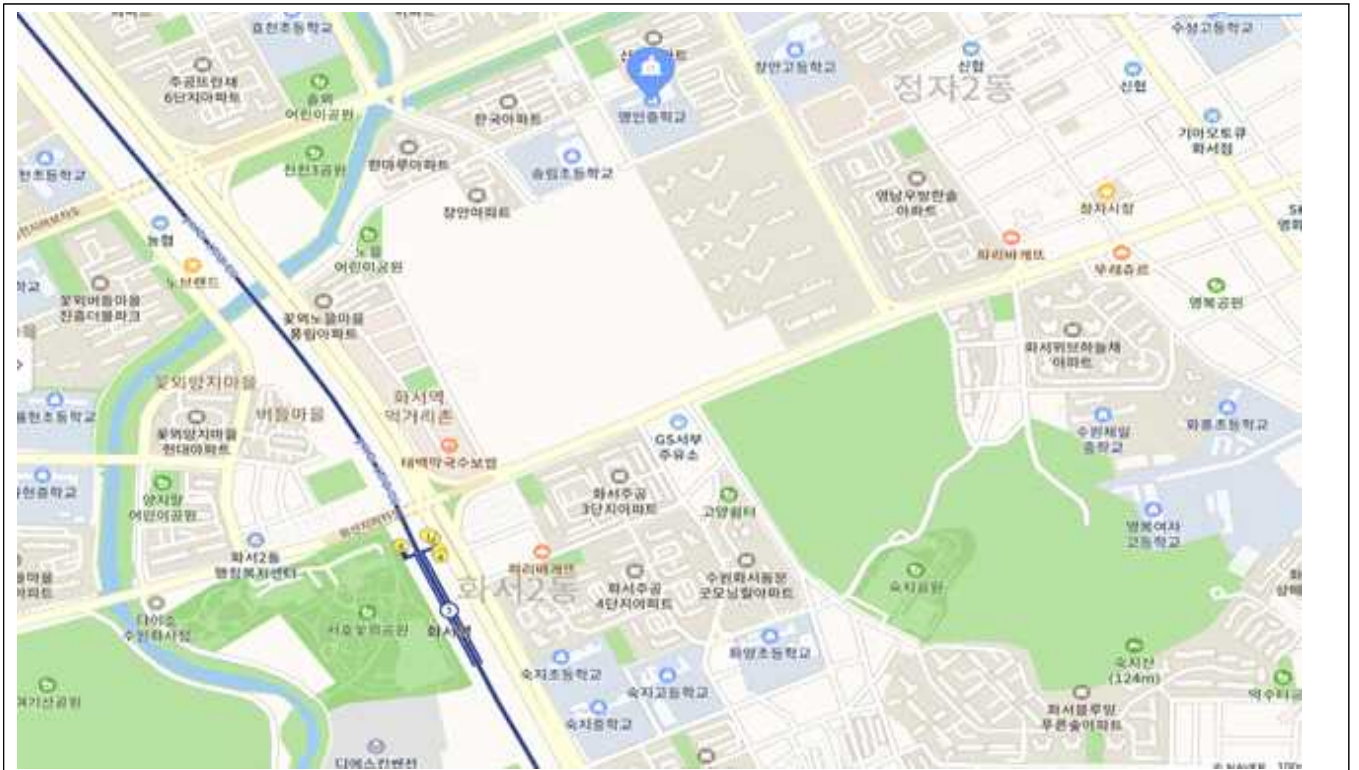 효천초등학교
수성고등학교
주공뜨란채
6단지아파트
어린이공원
한국아파트
명인중학교
장안고등학교
정자2동
신협
신협
기아오토큐
화서점
천천3공원
한마루아파트
송림초등학교
장안아파트
영남우방한솔
아파트
정자시장
농협
노브랜드
노을
어린이공원
파리바게뜨
뚜레쥬르
영복공원
꽃뫼버들마을
진흥더블파크
꽃뫼노을마을
풍림아파트
화서위브하늘채
아파트
꽃뫼양지마을
버들마을
화서역
먹거리촌
꽃뫼양지마을
현대아파트
태백막국수보쌈
GS서부
주유소
수원제일
중학교
화홍초등학교
양지말
어린이공원
화서주공
3단지아파트
고양쉼터
영복여자
고등학교
화서2동
행정복지센터
파리바게뜨
화서2동
화서주공
4단지아파트
수원화서동문
굿모닝힐아파트
숙지공원
다이소
수원화서점
서호꽃뫼공원
1
화서역
숙지초등학교
화양초등학교
숙지고등학교
숙지중학교
숙지산
(124m)
화서블루밍
푸른숲아파트
여기산공원
디에스컨벤션